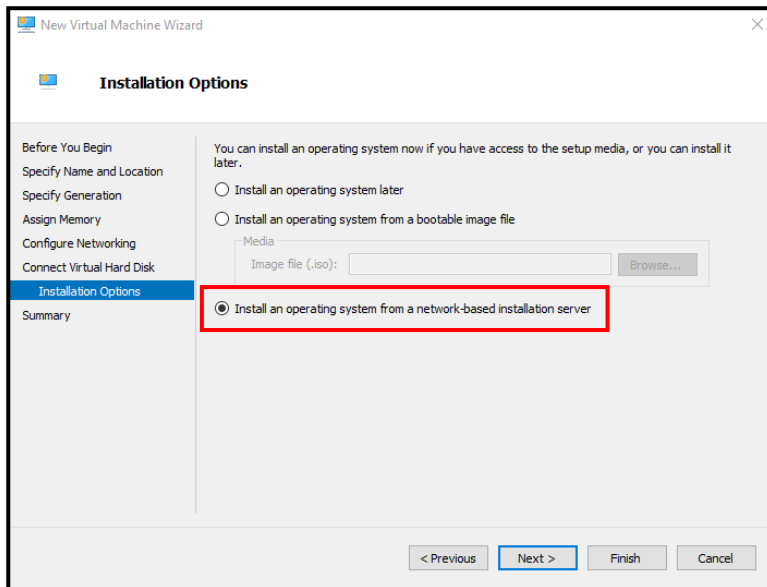 New Virtual Machine Wizard
Installation Options
Before You Begin
Specify Name and Location
Specify Generation
Assign Memory
Configure Networking
Connect Virtual Hard Disk
Installation Options
Summary
You can install an operating system now if you have access to the setup media, or you can install it
later.
Install an operating system later
Install an operating system from a bootable image file
Media
Image file (.iso):
Browse...
Install an operating system from a network-based installation server
< Previous
Next >
Finish
Cancel